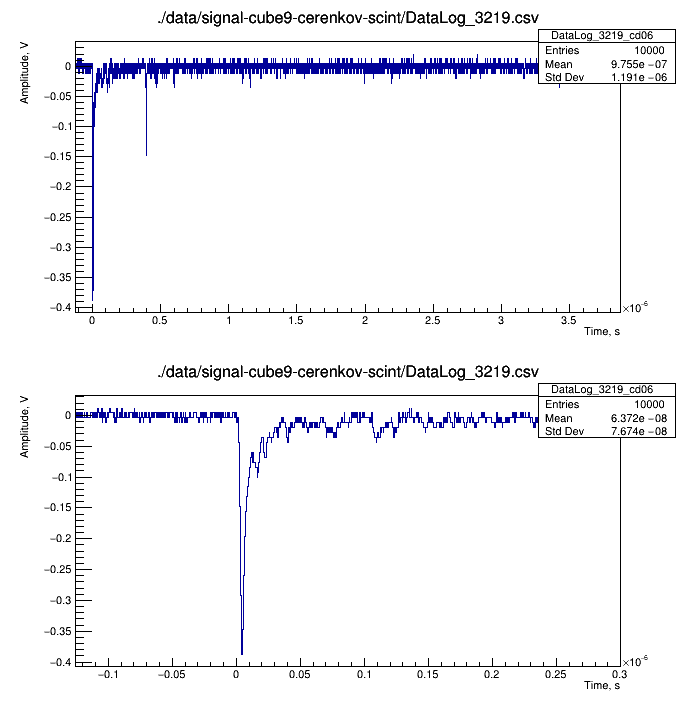 ./data/signal-cube9-cerenkov-scint/DataLog_3219.csv
DataLog_3219_cd06
Entries 10000
Mean 9.755e−07
Std Dev 1.191e−06
Amplitude, V
0
−0.05
−0.1
−0.15
−0.2
−0.25
−0.3
−0.35
−0.4
0 0.5 1 1.5 2 2.5 3 3.5
×10⁻⁶
Time, s
./data/signal-cube9-cerenkov-scint/DataLog_3219.csv
DataLog_3219_cd06
Entries 10000
Mean 6.372e−08
Std Dev 7.674e−08
Amplitude, V
0
−0.05
−0.1
−0.15
−0.2
−0.25
−0.3
−0.35
−0.4
−0.1 −0.05 0 0.05 0.1 0.15 0.2 0.25 0.3
×10⁻⁶
Time, s